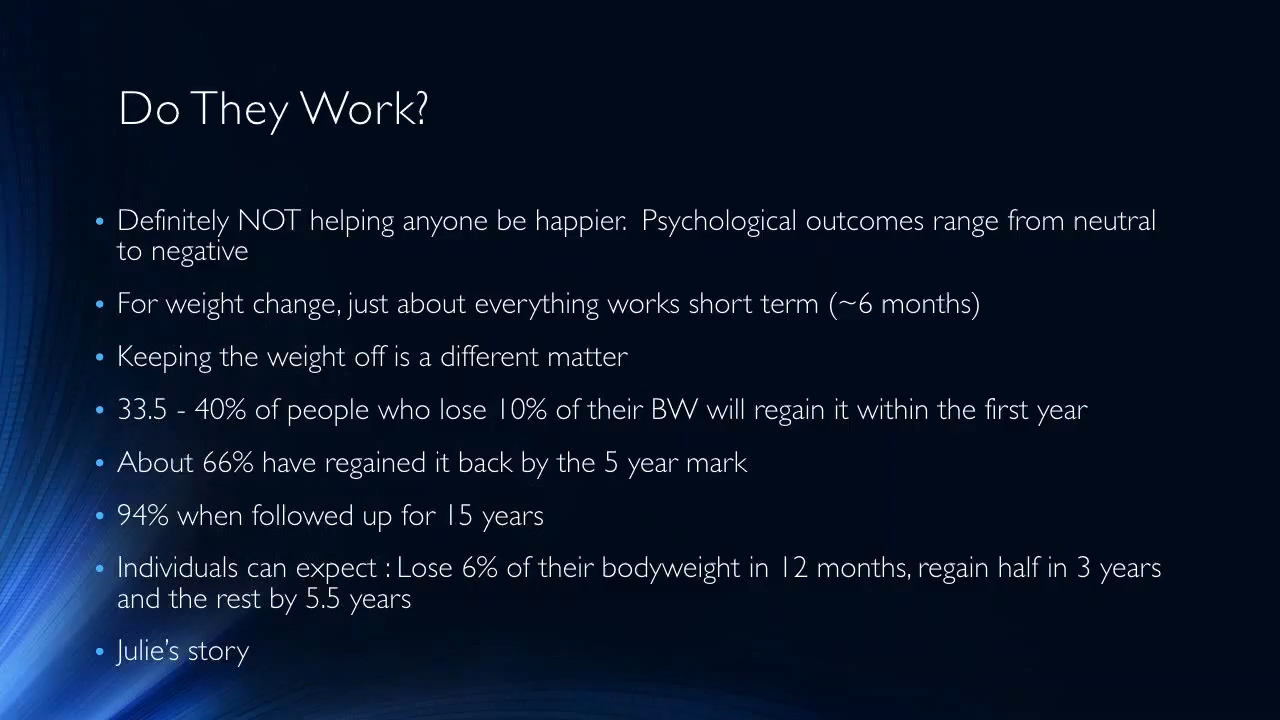 Do They Work?
• Definitely NOT helping anyone be happier.  Psychological outcomes range from neutral
to negative
• For weight change, just about everything works short term (~6 months)
• Keeping the weight off is a different matter
• 33.5 - 40% of people who lose 10% of their BW will regain it within the first year
• About 66% have regained it back by the 5 year mark
• 94% when followed up for 15 years
• Individuals can expect : Lose 6% of their bodyweight in 12 months, regain half in 3 years
and the rest by 5.5 years
• Julie’s story